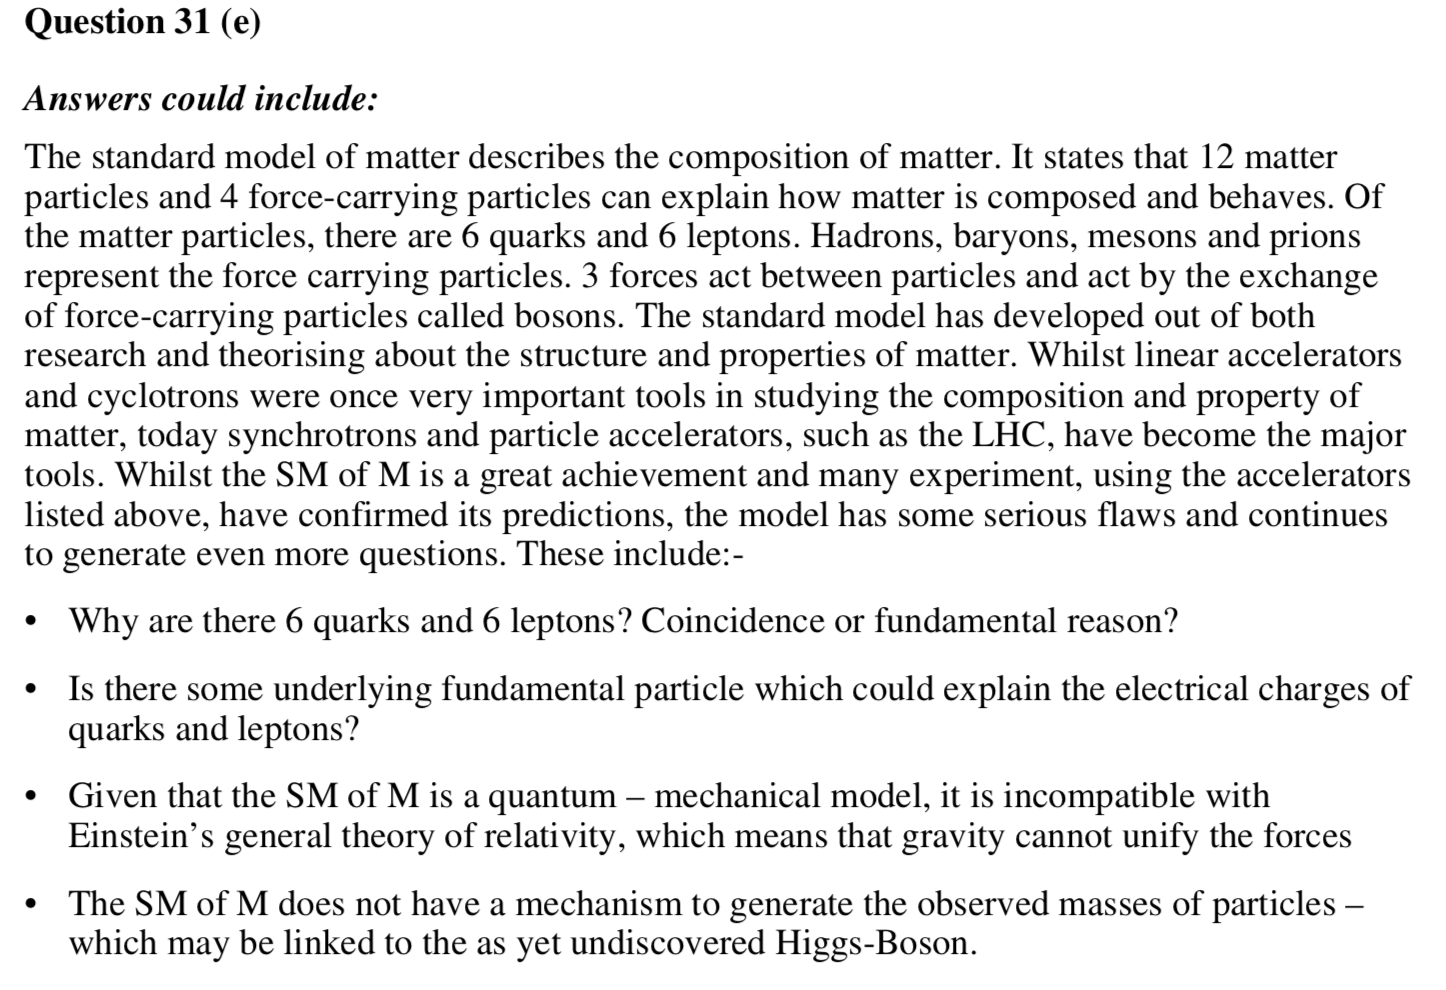 Question 31 (e)
Answers could include:
The standard model of matter describes the composition of matter. It states that 12 matter
particles and 4 force-carrying particles can explain how matter is composed and behaves. Of
the matter particles, there are 6 quarks and 6 leptons. Hadrons, baryons, mesons and prions
represent the force carrying particles. 3 forces act between particles and act by the exchange
of force-carrying particles called bosons. The standard model has developed out of both
research and theorising about the structure and properties of matter. Whilst linear accelerators
and cyclotrons were once very important tools in studying the composition and property of
matter, today synchrotrons and particle accelerators, such as the LHC, have become the major
tools. Whilst the SM of M is a great achievement and many experiment, using the accelerators
listed above, have confirmed its predictions, the model has some serious flaws and continues
to generate even more questions. These include:-
• Why are there 6 quarks and 6 leptons? Coincidence or fundamental reason?
• Is there some underlying fundamental particle which could explain the electrical charges of
quarks and leptons?
• Given that the SM of M is a quantum – mechanical model, it is incompatible with
Einstein’s general theory of relativity, which means that gravity cannot unify the forces
• The SM of M does not have a mechanism to generate the observed masses of particles –
which may be linked to the as yet undiscovered Higgs-Boson.